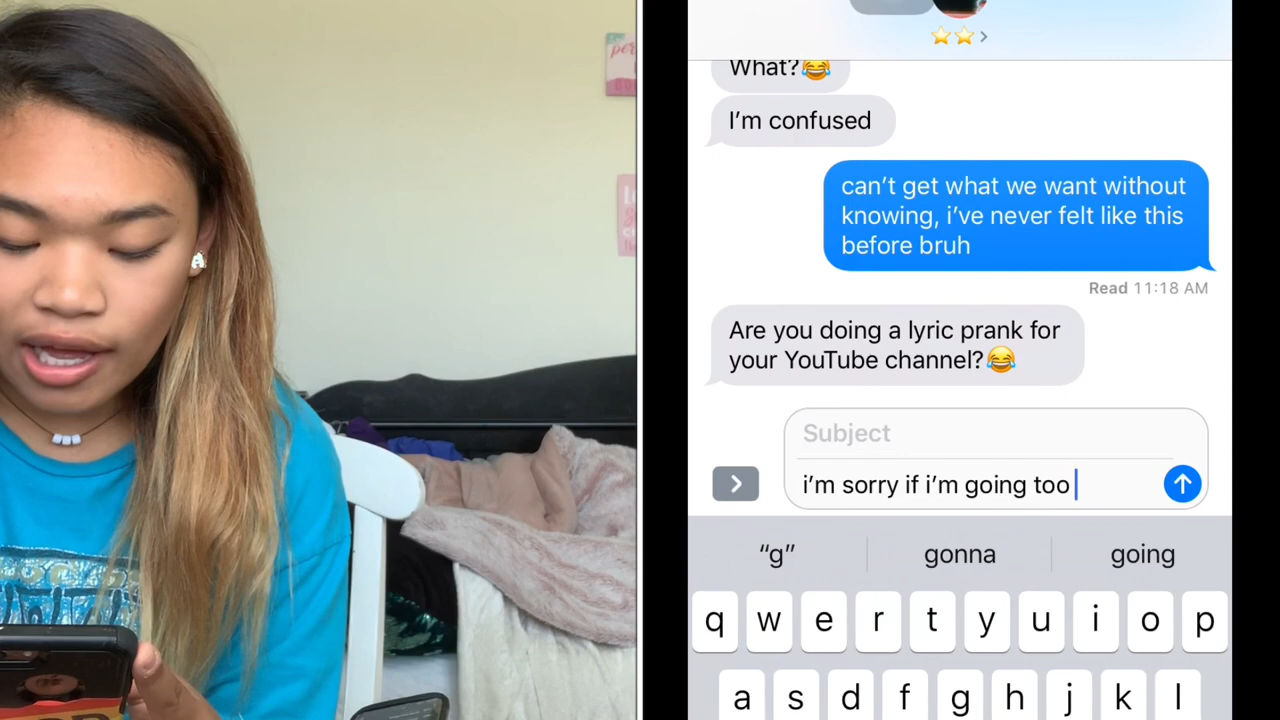 ⭐⭐ >
What?😂
I'm confused
can't get what we want without
knowing, i've never felt like this
before bruh
Read 11:18 AM
Are you doing a lyric prank for
your YouTube channel?😂
Subject
i'm sorry if i'm going too
"g" gonna going
q w e r t y u i o p
a s d f g h j k l